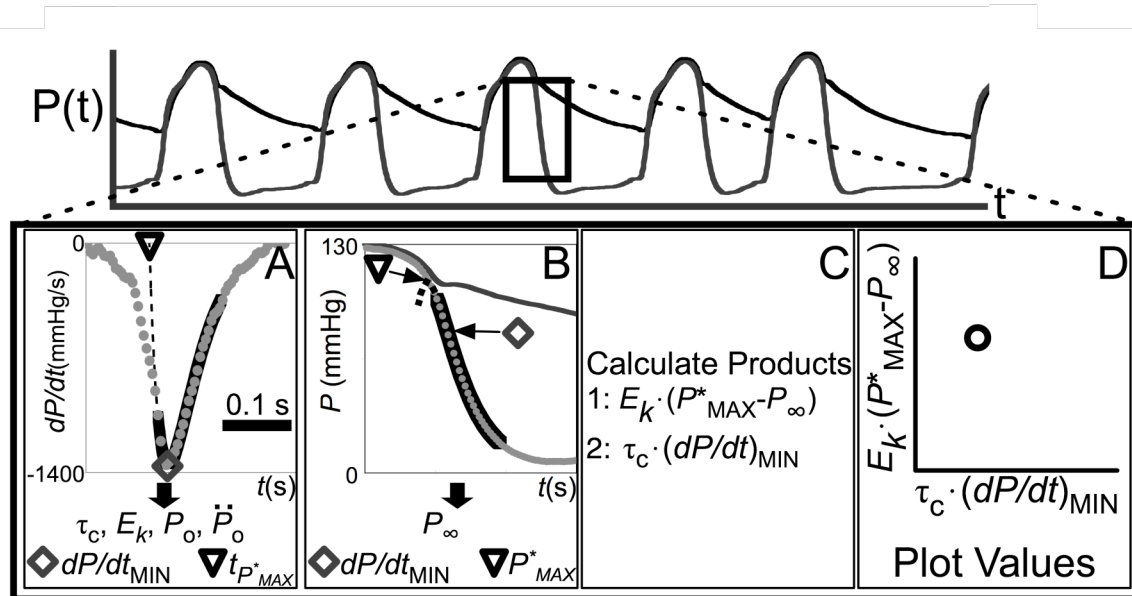 P(t)
t
A
0
dP/dt(mmHg/s)
0.1 s
-1400
t(s)
τc, Ek, Po, P̈o
dP/dtMIN
tP*MAX
B
130
P (mmHg)
0
t(s)
P∞
dP/dtMIN
P*MAX
C
Calculate Products
1: Ek·(P*MAX-P∞)
2: τc·(dP/dt)MIN
D
Ek·(P*MAX-P∞)
τc·(dP/dt)MIN
Plot Values